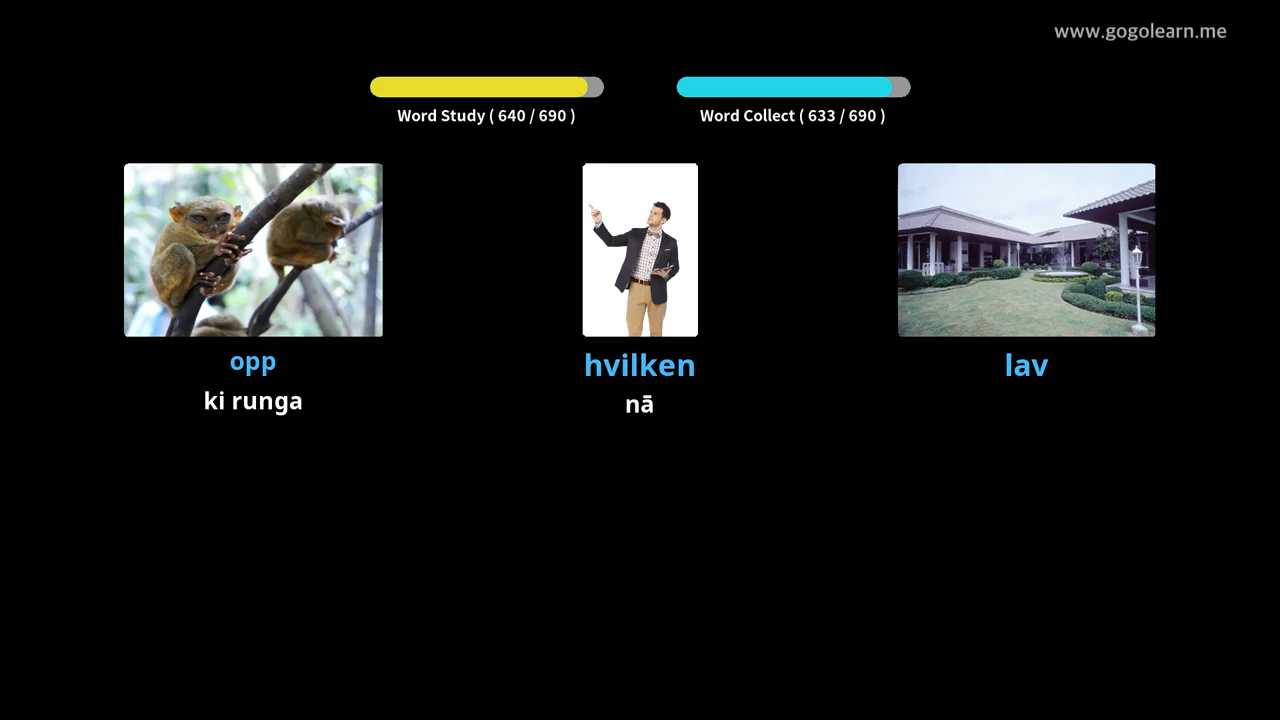 www.gogolearn.me
Word Study ( 640 / 690 )
Word Collect ( 633 / 690 )
opp
ki runga
hvilken
nā
lav